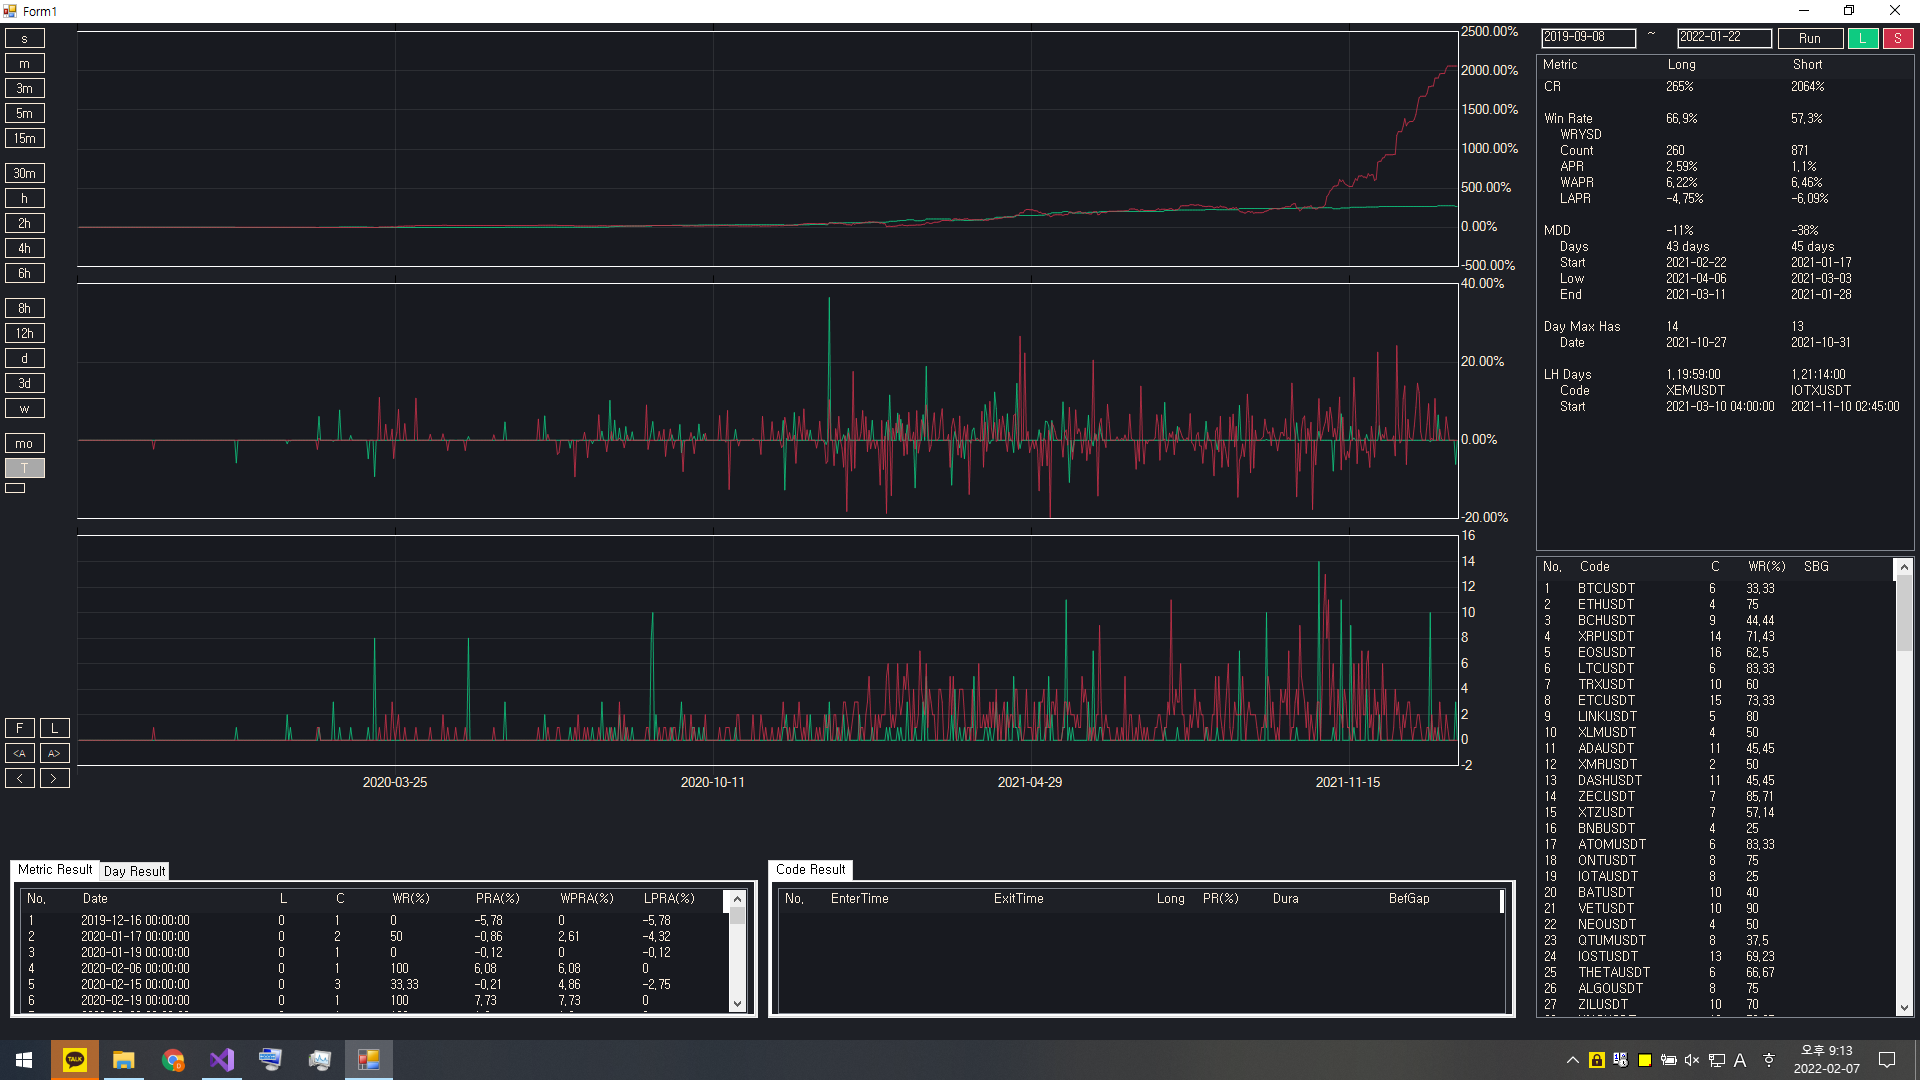 Form1
s
m
3m
5m
15m
30m
h
2h
4h
6h
8h
12h
d
3d
w
mo
T
F L
<A A>
< >
2500.00%
2000.00%
1500.00%
1000.00%
500.00%
0.00%
-500.00%
40.00%
20.00%
0.00%
-20.00%
16
14
12
10
8
6
4
2
0
-2
2020-03-25 2020-10-11 2021-04-29 2021-11-15
2019-09-08 ~ 2022-01-22 Run L S
Metric Long Short
CR 265% 2064%
Win Rate 66,9% 57,3%
WRYSD
Count 260 871
APR 2,59% 1,1%
WAPR 6,22% 6,46%
LAPR -4,75% -6,09%
MDD -11% -38%
Days 43 days 45 days
Start 2021-02-22 2021-01-17
Low 2021-04-06 2021-03-03
End 2021-03-11 2021-01-28
Day Max Has 14 13
Date 2021-10-27 2021-10-31
LH Days 1,19:59:00 1,21:14:00
Code XEMUSDT IOTXUSDT
Start 2021-03-10 04:00:00 2021-11-10 02:45:00
No, Code C WR(%) SBG
1 BTCUSDT 6 33,33
2 ETHUSDT 4 75
3 BCHUSDT 9 44,44
4 XRPUSDT 14 71,43
5 EOSUSDT 16 62,5
6 LTCUSDT 6 83,33
7 TRXUSDT 10 60
8 ETCUSDT 15 73,33
9 LINKUSDT 5 80
10 XLMUSDT 4 50
11 ADAUSDT 11 45,45
12 XMRUSDT 2 50
13 DASHUSDT 11 45,45
14 ZECUSDT 7 85,71
15 XTZUSDT 7 57,14
16 BNBUSDT 4 25
17 ATOMUSDT 6 83,33
18 ONTUSDT 8 75
19 IOTAUSDT 8 25
20 BATUSDT 10 40
21 VETUSDT 10 90
22 NEOUSDT 4 50
23 QTUMUSDT 8 37,5
24 IOSTUSDT 13 69,23
25 THETAUSDT 6 66,67
26 ALGOUSDT 8 75
27 ZILUSDT 10 70
Metric Result Day Result
No, Date L C WR(%) PRA(%) WPRA(%) LPRA(%)
1 2019-12-16 00:00:00 0 1 0 -5,78 0 -5,78
2 2020-01-17 00:00:00 0 2 50 -0,86 2,61 -4,32
3 2020-01-19 00:00:00 0 1 0 -0,12 0 -0,12
4 2020-02-06 00:00:00 0 1 100 6,08 6,08 0
5 2020-02-15 00:00:00 0 3 33,33 -0,21 4,86 -2,75
6 2020-02-19 00:00:00 0 1 100 7,73 7,73 0
Code Result
No, EnterTime ExitTime Long PR(%) Dura BefGap
TALK
A
오후 9:13
2022-02-07